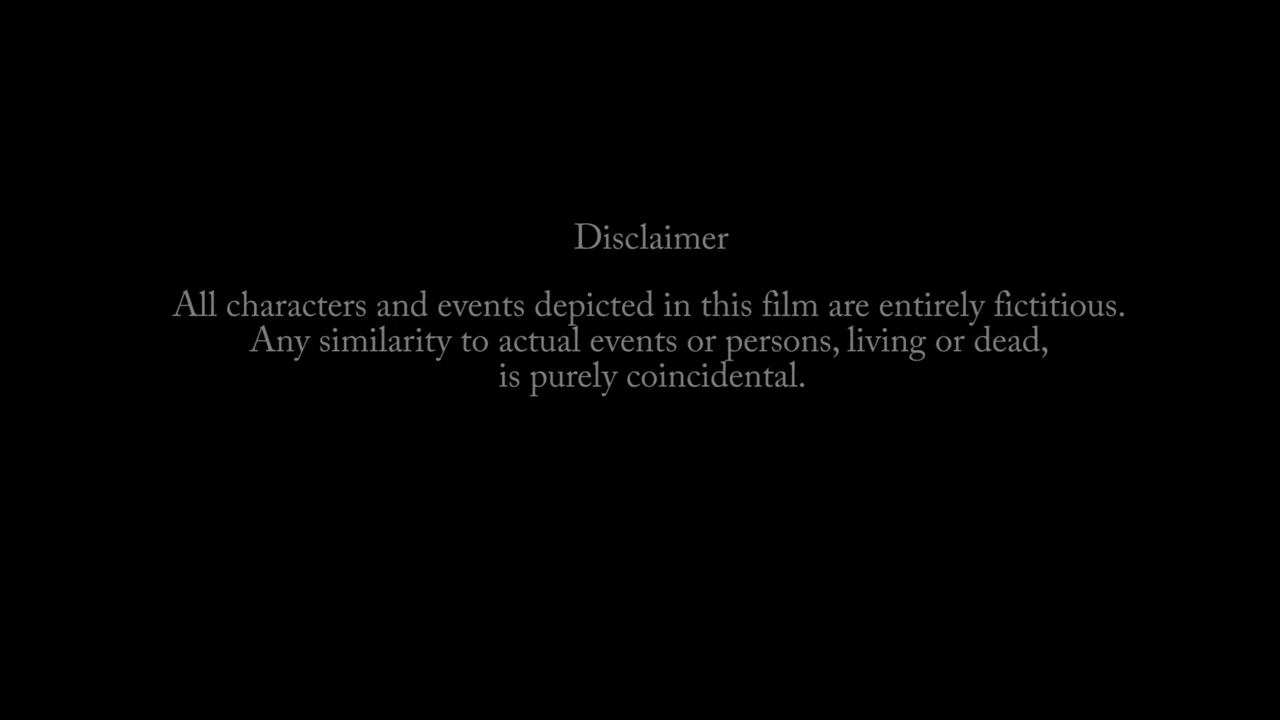 Disclaimer
All characters and events depicted in this film are entirely fictitious.
Any similarity to actual events or persons, living or dead,
is purely coincidental.